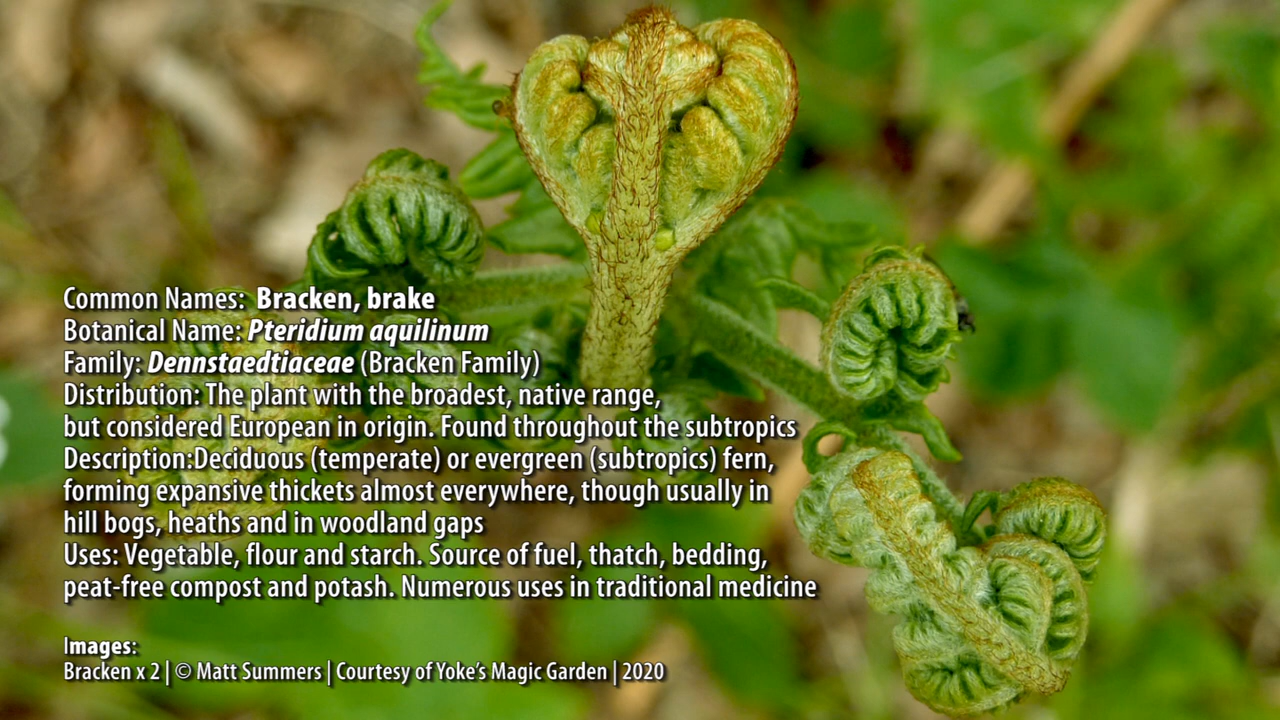 Common Names: Bracken, brake
Botanical Name: Pteridium aquilinum
Family: Dennstaedtiaceae (Bracken Family)
Distribution: The plant with the broadest, native range,
but considered European in origin. Found throughout the subtropics
Description:Deciduous (temperate) or evergreen (subtropics) fern,
forming expansive thickets almost everywhere, though usually in
hill bogs, heaths and in woodland gaps
Uses: Vegetable, flour and starch. Source of fuel, thatch, bedding,
peat-free compost and potash. Numerous uses in traditional medicine
Images:
Bracken x 2 | © Matt Summers | Courtesy of Yoke's Magic Garden | 2020